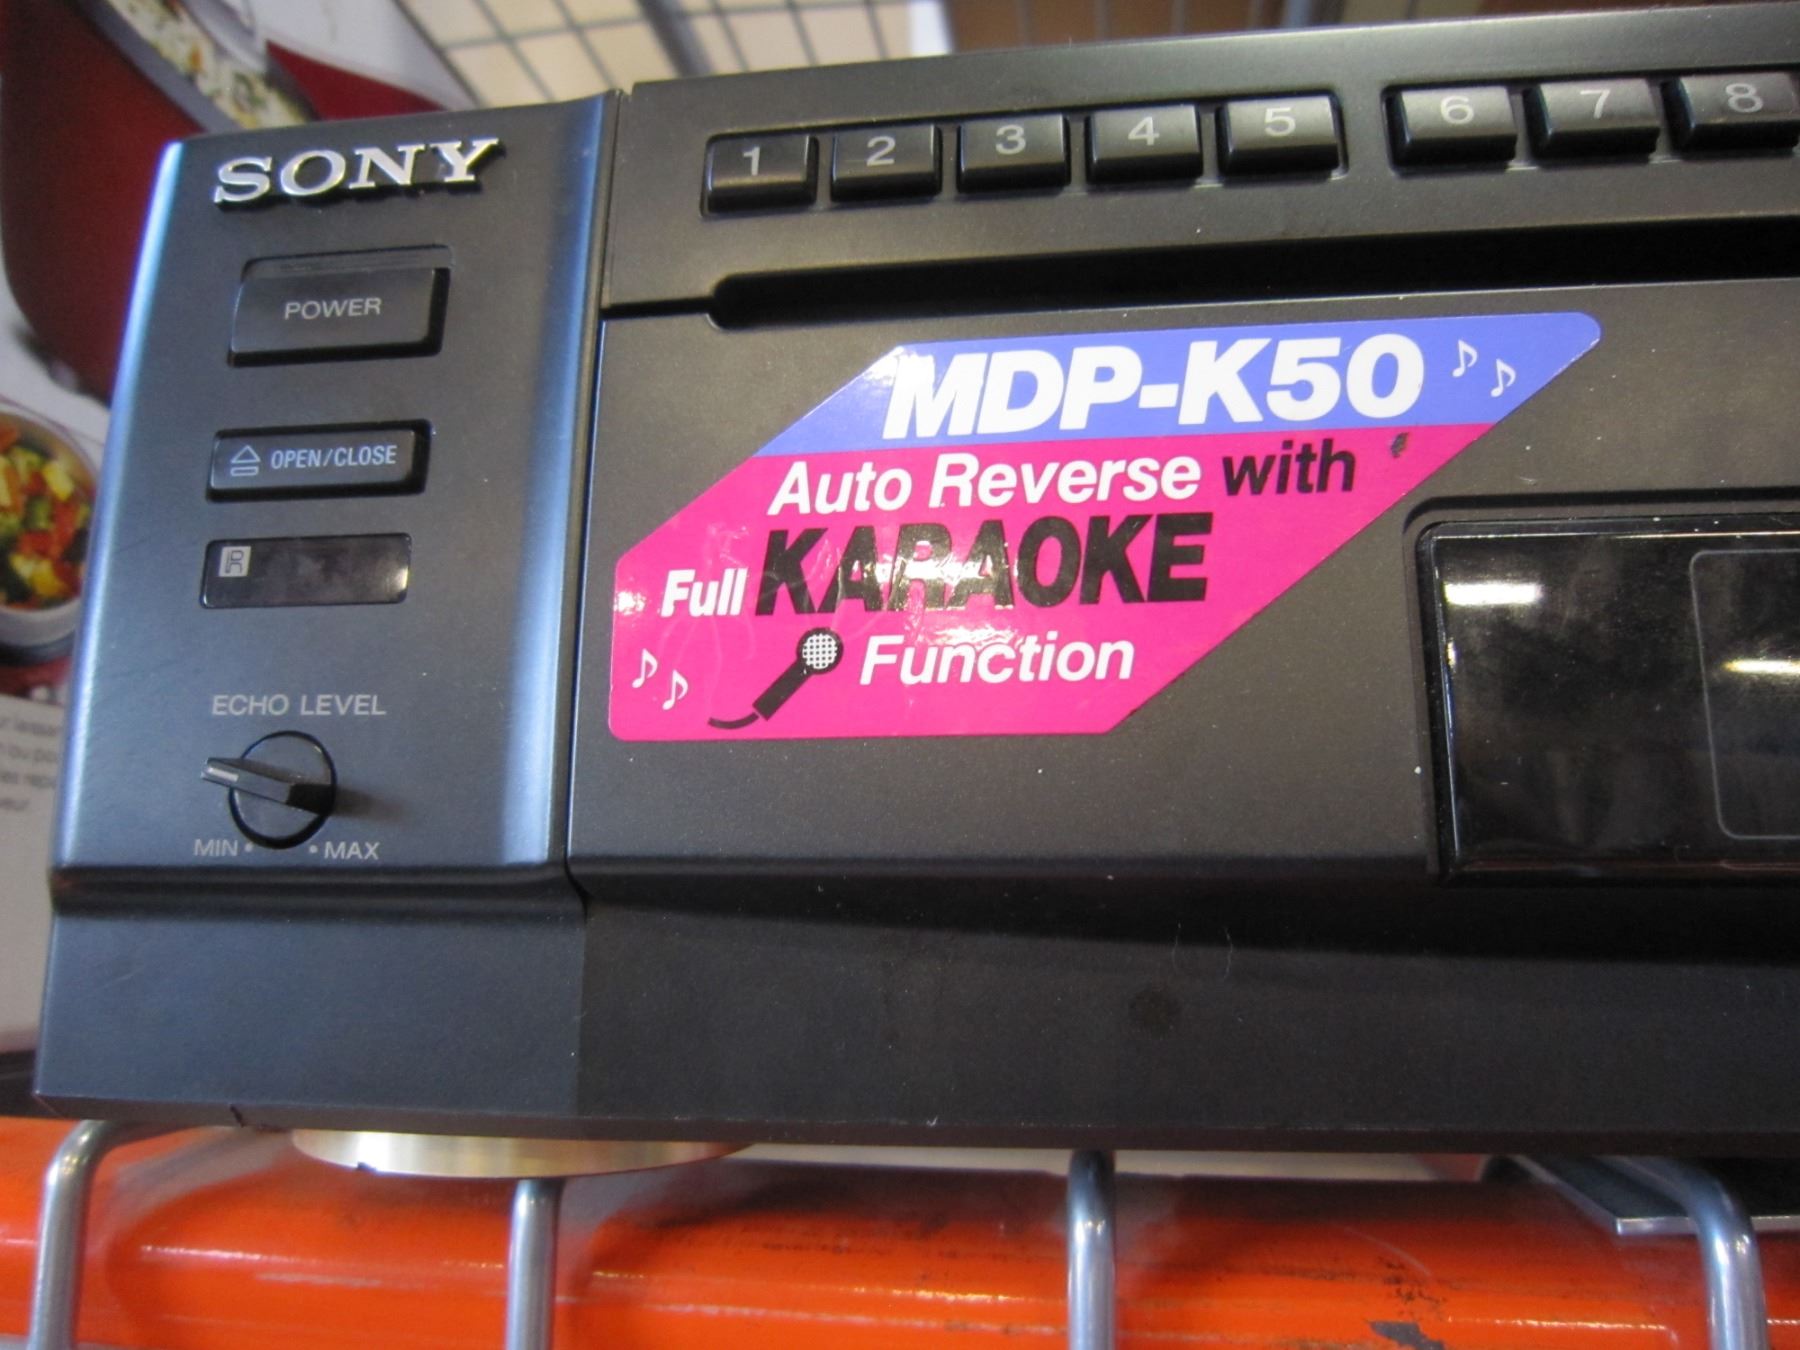 SONY
1 2 3 4 5 6 7 8
POWER
OPEN/CLOSE
ECHO LEVEL
MIN MAX
MDP-K50
Auto Reverse with
Full KARAOKE
Function